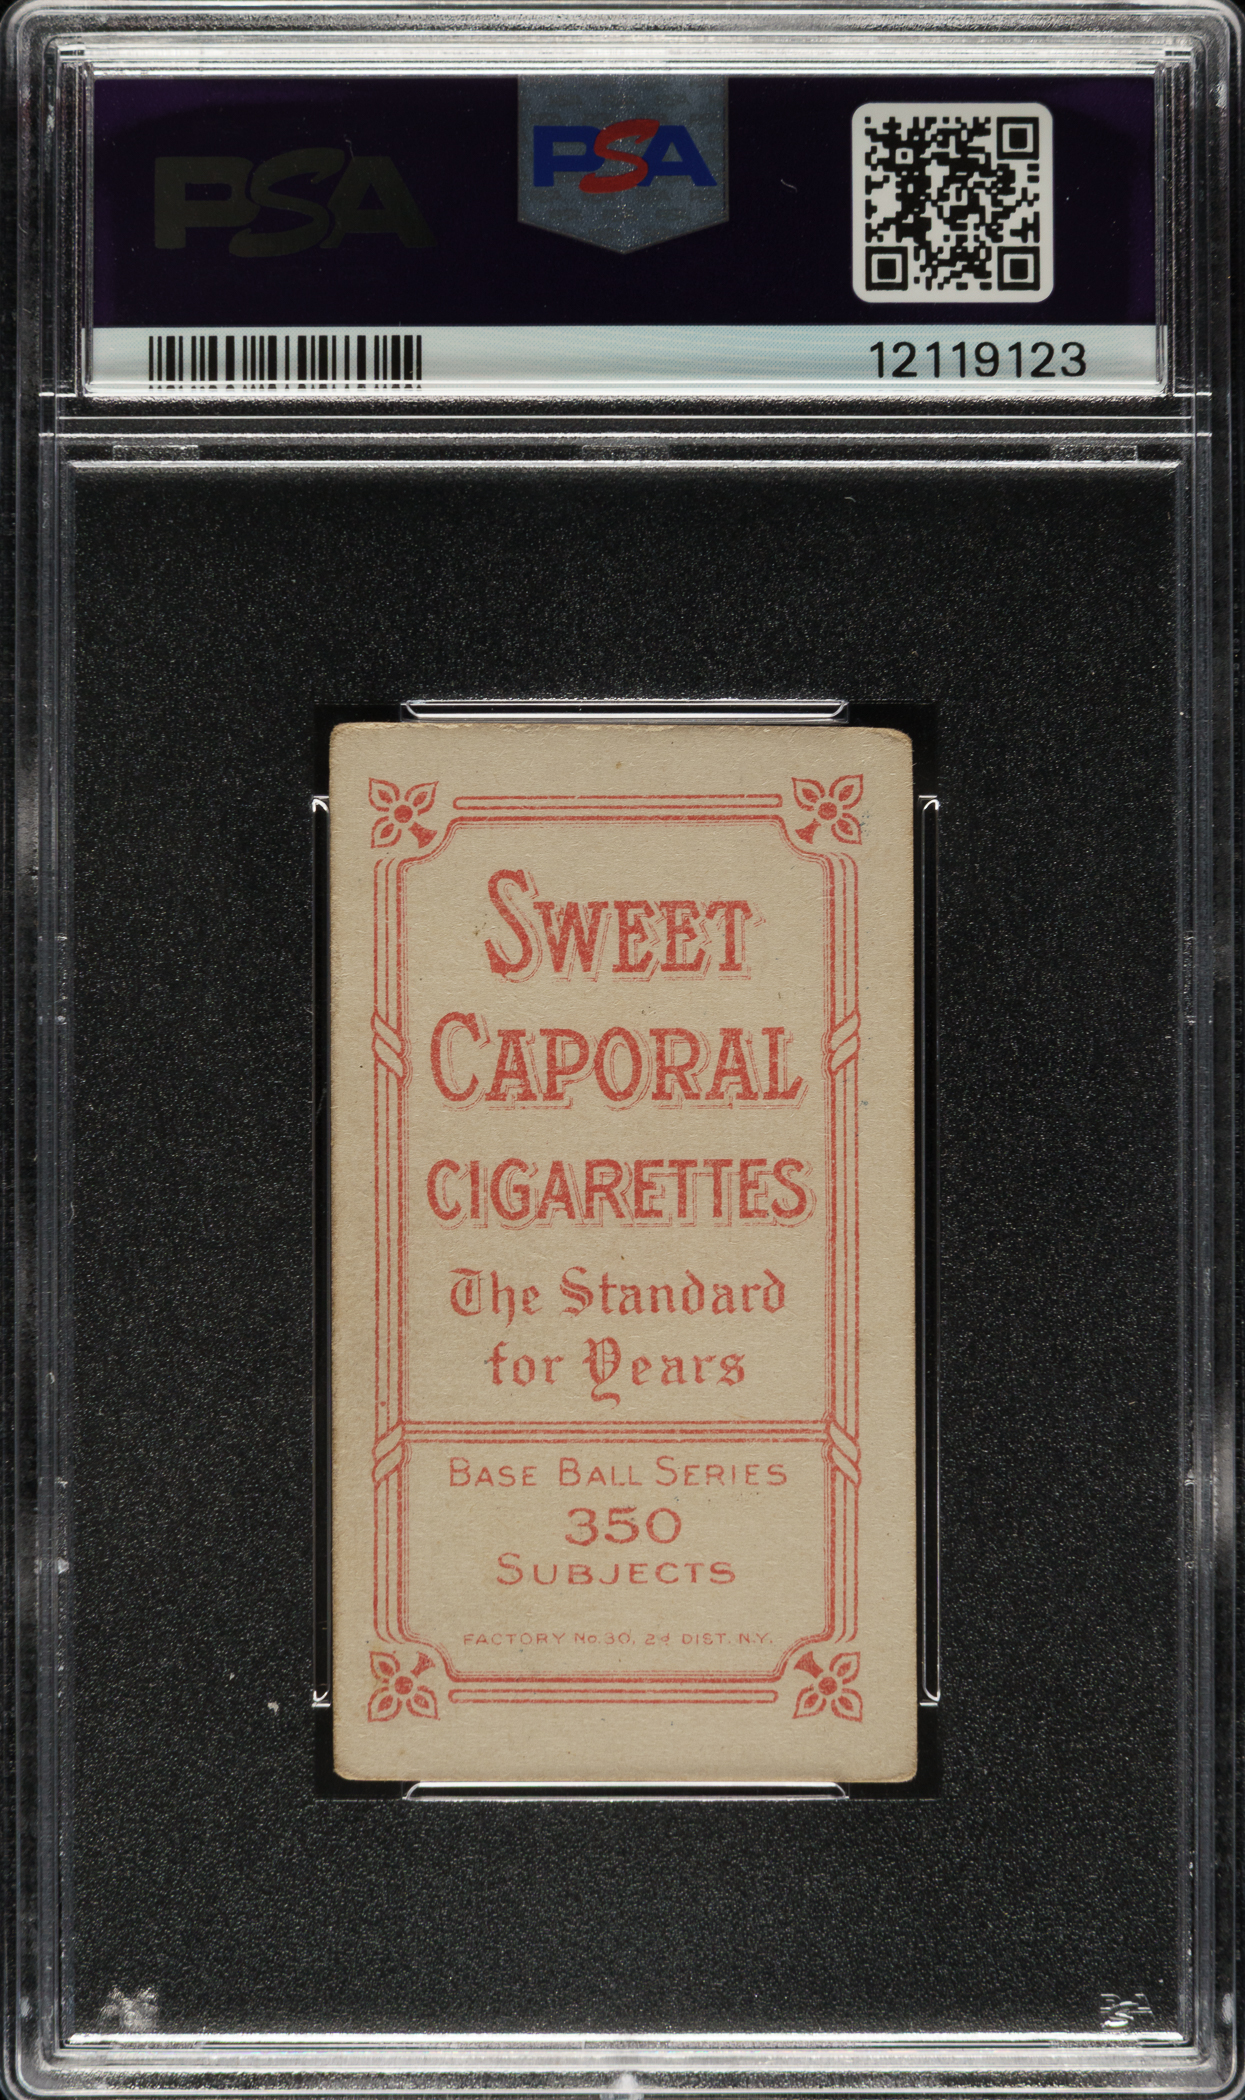 PSA
PSA
12119123
SWEET
CAPORAL
CIGARETTES
The Standard
for Years
BASE BALL SERIES
350
SUBJECTS
FACTORY No. 30, 2d DIST. N.Y.
PSA